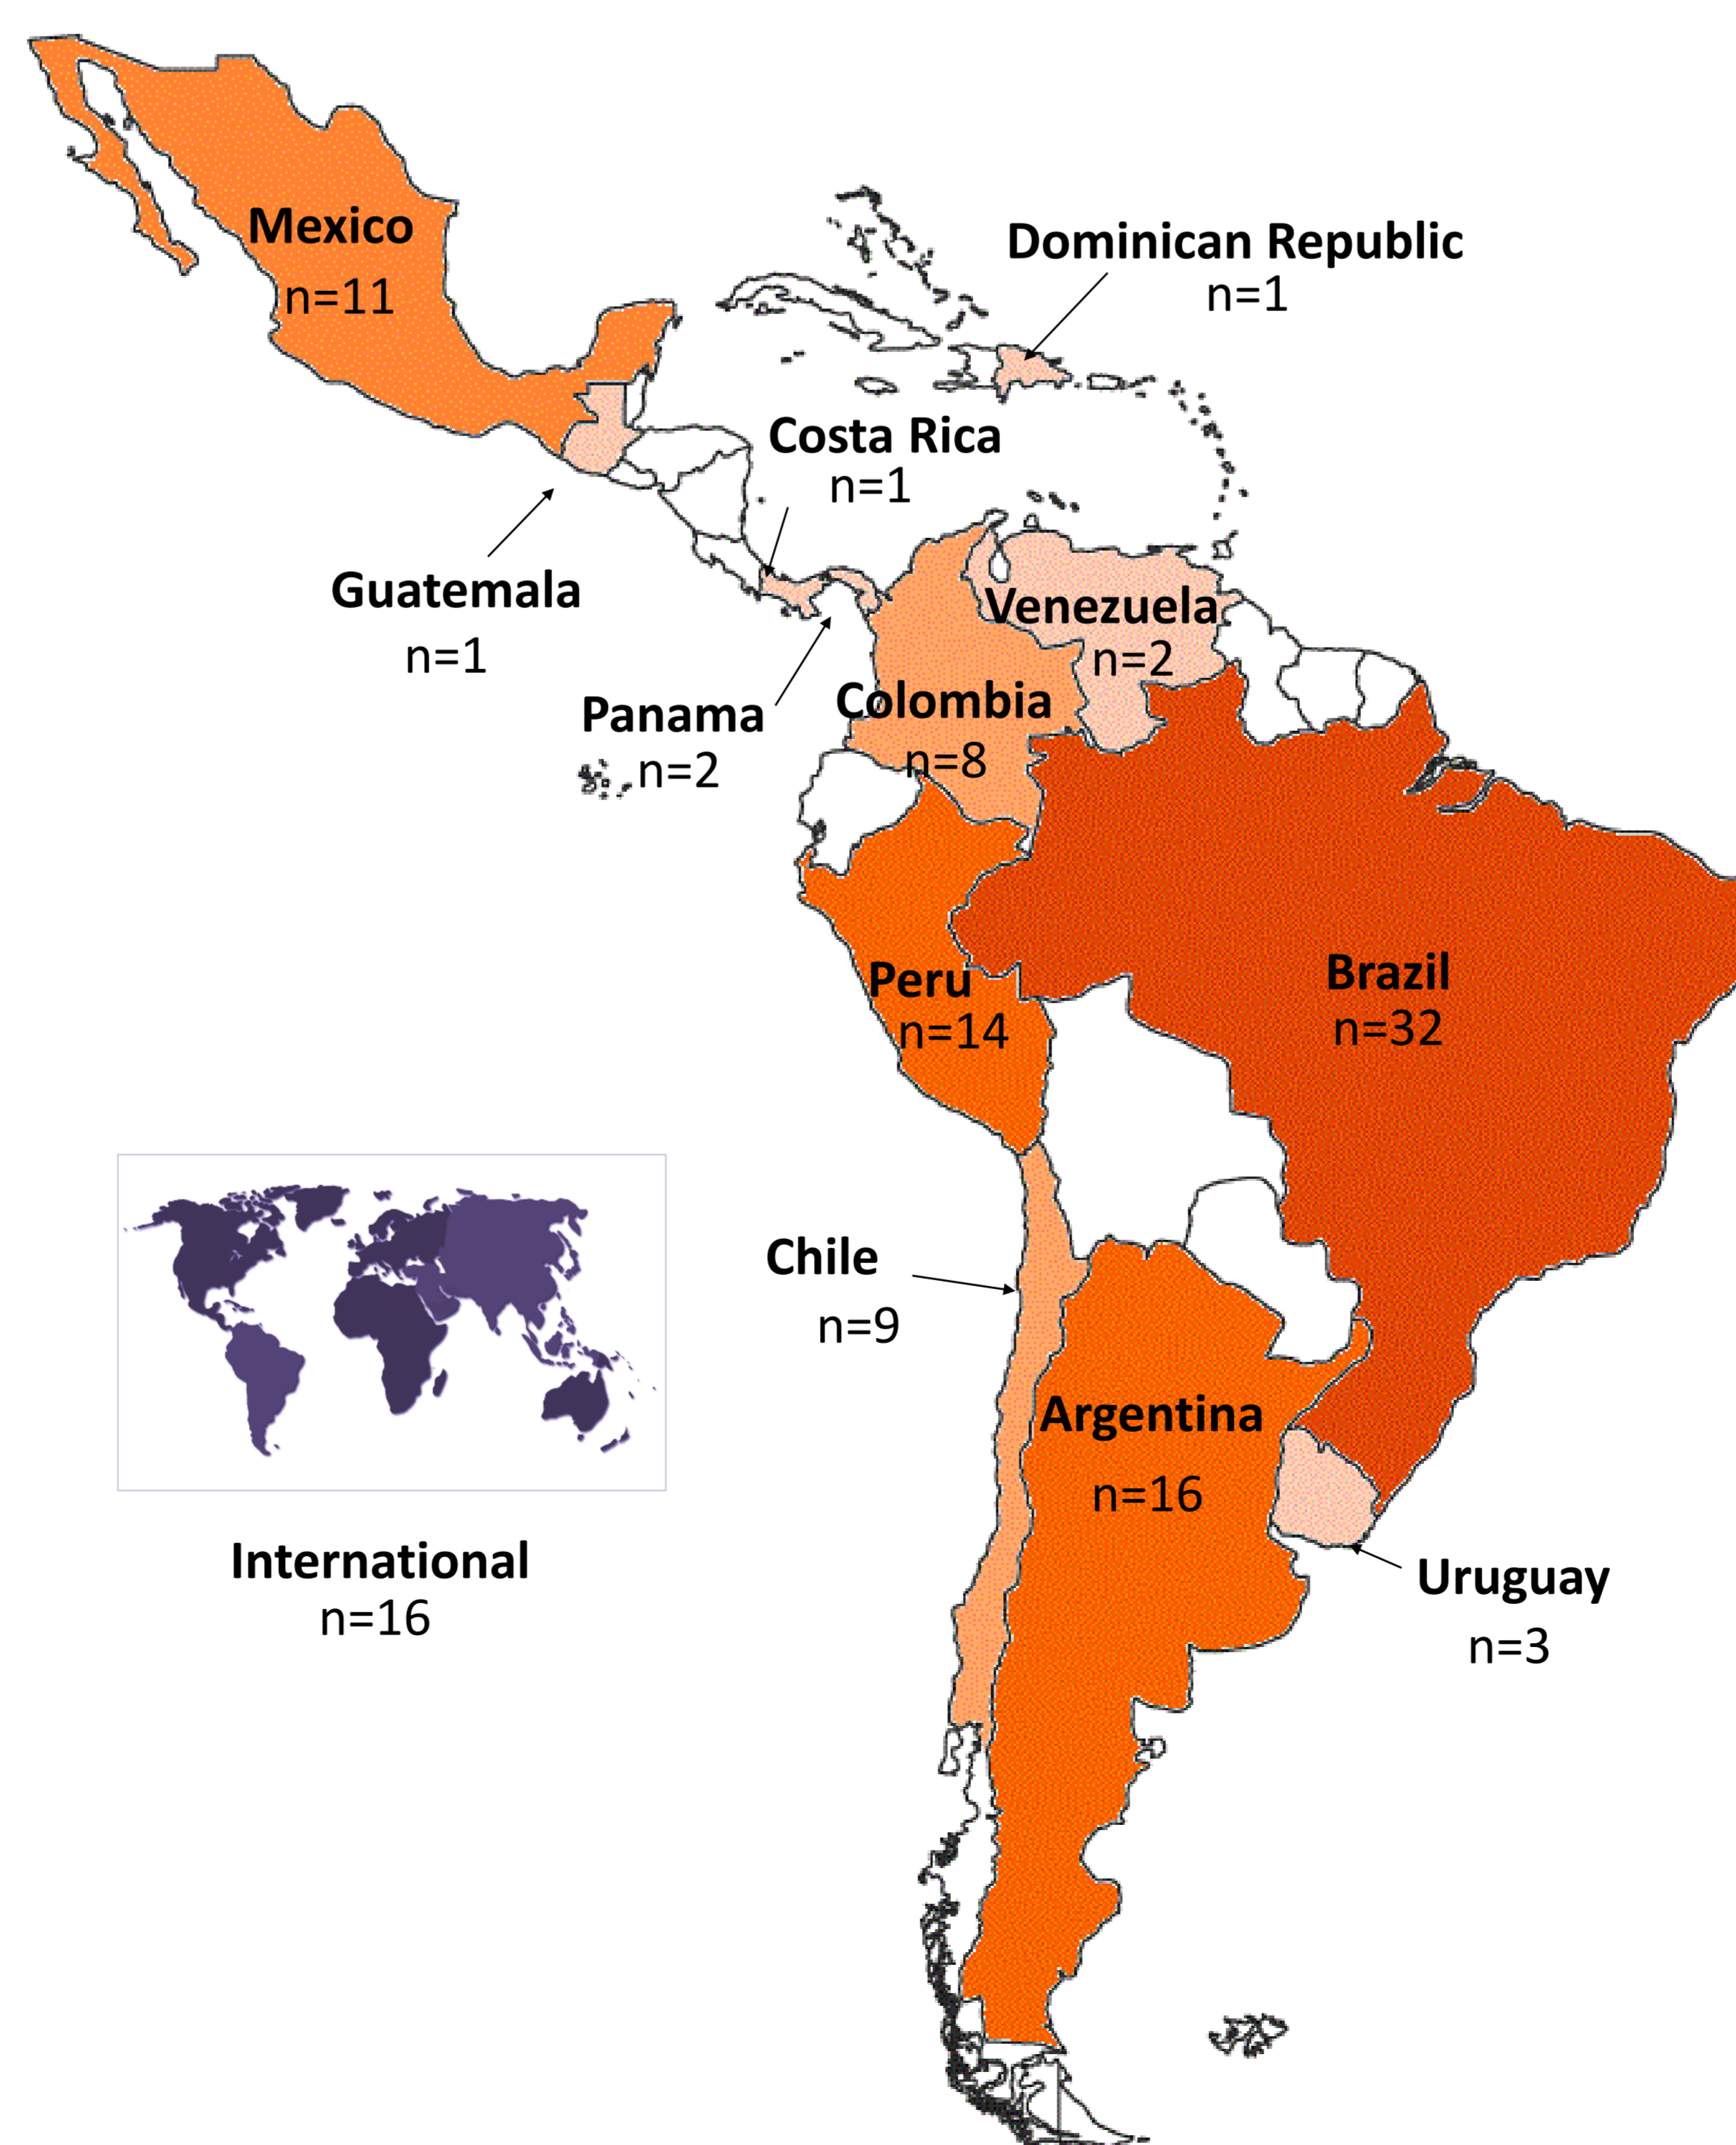 Mexico
n=11
Dominican Republic
n=1
Costa Rica
n=1
Guatemala
n=1
Venezuela
n=2
Panama
n=2
Colombia
n=8
Peru
n=14
Brazil
n=32
Chile
n=9
Argentina
n=16
International
n=16
Uruguay
n=3